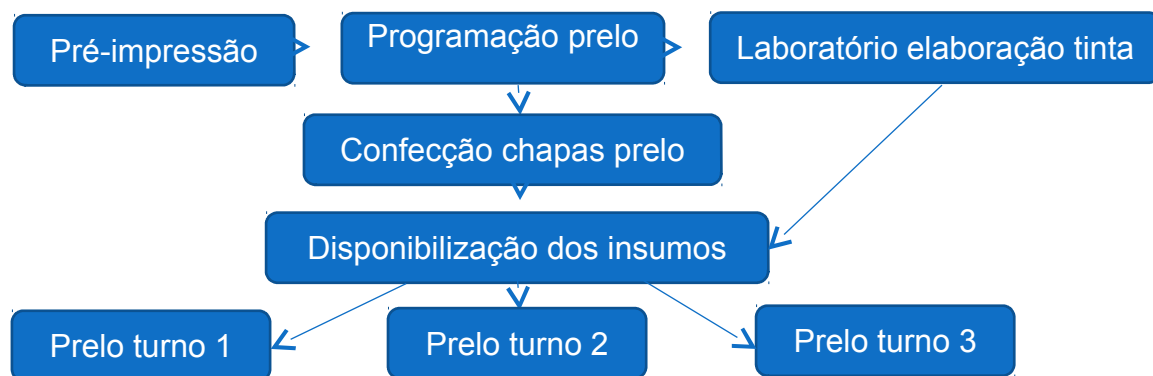 Pré-impressão
Programação prelo
Laboratório elaboração tinta
Confecção chapas prelo
Disponibilização dos insumos
Prelo turno 1
Prelo turno 2
Prelo turno 3